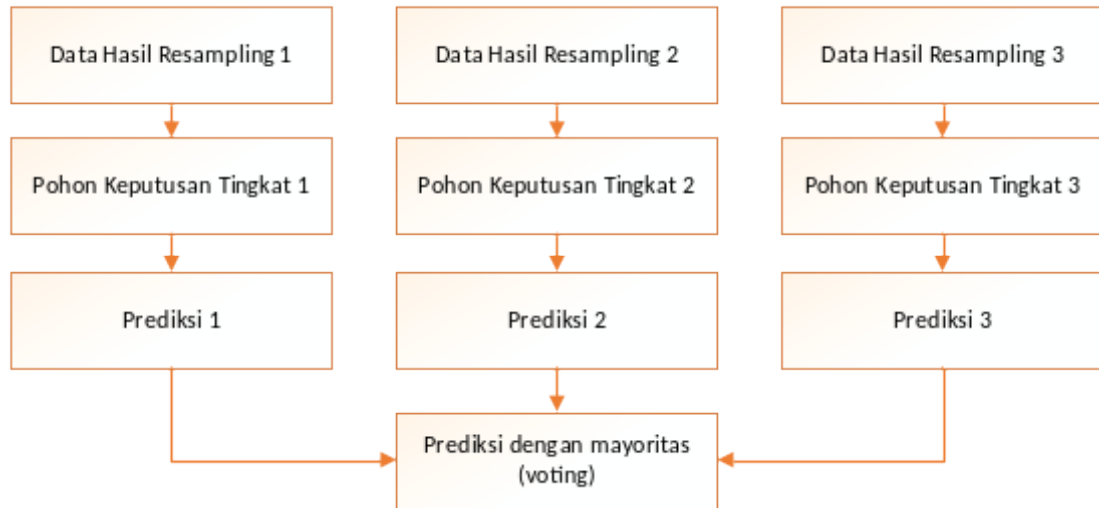 Data Hasil Resampling 1
Data Hasil Resampling 2
Data Hasil Resampling 3
Pohon Keputusan Tingkat 1
Pohon Keputusan Tingkat 2
Pohon Keputusan Tingkat 3
Prediksi 1
Prediksi 2
Prediksi 3
Prediksi dengan mayoritas
(voting)